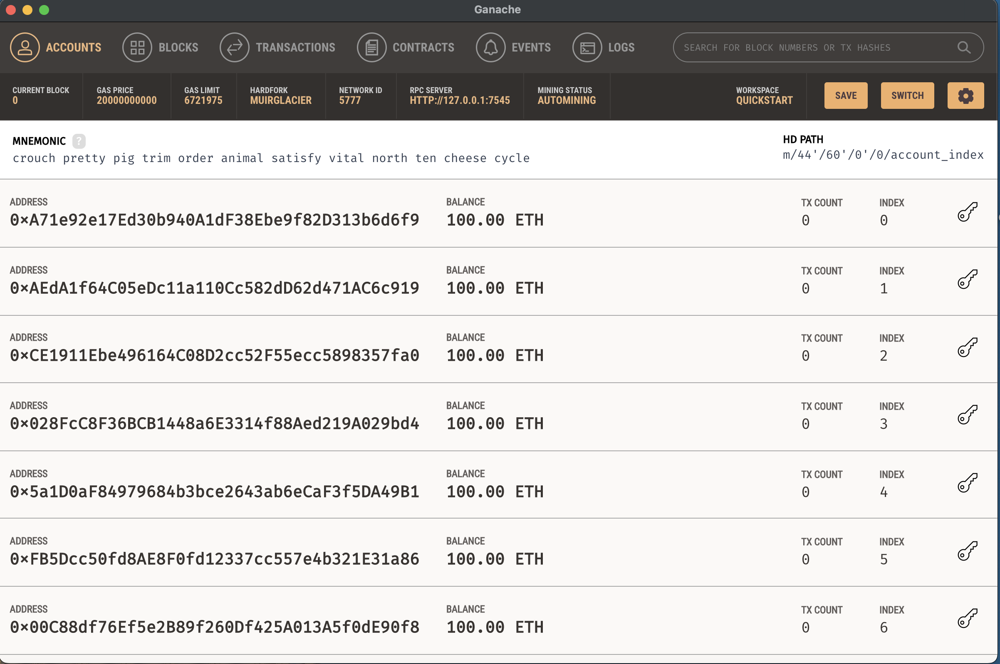 Ganache
ACCOUNTS BLOCKS TRANSACTIONS CONTRACTS EVENTS LOGS SEARCH FOR BLOCK NUMBERS OR TX HASHES
CURRENT BLOCK GAS PRICE GAS LIMIT HARDFORK NETWORK ID RPC SERVER MINING STATUS WORKSPACE
0 20000000000 6721975 MUIRGLACIER 5777 HTTP://127.0.0.1:7545 AUTOMINING QUICKSTART SAVE SWITCH
MNEMONIC ? HD PATH
crouch pretty pig trim order animal satisfy vital north ten cheese cycle m/44'/60'/0'/0/account_index
ADDRESS BALANCE TX COUNT INDEX
0×A71e92e17Ed30b940A1dF38Ebe9f82D313b6d6f9 100.00 ETH 0 0
ADDRESS BALANCE TX COUNT INDEX
0×AEdA1f64C05eDc11a110Cc582dD62d471AC6c919 100.00 ETH 0 1
ADDRESS BALANCE TX COUNT INDEX
0×CE1911Ebe496164C08D2cc52F55ecc5898357fa0 100.00 ETH 0 2
ADDRESS BALANCE TX COUNT INDEX
0×028FcC8F36BCB1448a6E3314f88Aed219A029bd4 100.00 ETH 0 3
ADDRESS BALANCE TX COUNT INDEX
0×5a1D0aF84979684b3bce2643ab6eCaF3f5DA49B1 100.00 ETH 0 4
ADDRESS BALANCE TX COUNT INDEX
0×FB5Dcc50fd8AE8F0fd12337cc557e4b321E31a86 100.00 ETH 0 5
ADDRESS BALANCE TX COUNT INDEX
0×00C88df76Ef5e2B89f260Df425A013A5f0dE90f8 100.00 ETH 0 6